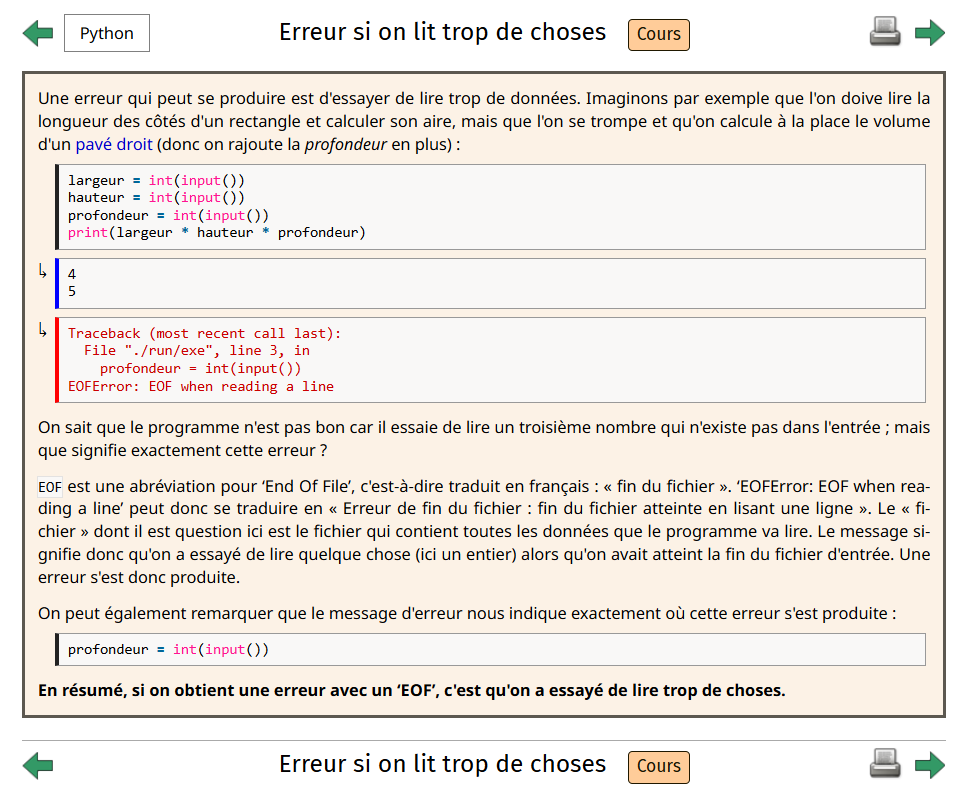 Python
Erreur si on lit trop de choses
Cours
Une erreur qui peut se produire est d'essayer de lire trop de données. Imaginons par exemple que l'on doive lire la
longueur des côtés d'un rectangle et calculer son aire, mais que l'on se trompe et qu'on calcule à la place le volume
d'un pavé droit (donc on rajoute la profondeur en plus) :
largeur = int(input())
hauteur = int(input())
profondeur = int(input())
print(largeur * hauteur * profondeur)
↳
4
5
↳
Traceback (most recent call last):
  File "./run/exe", line 3, in
    profondeur = int(input())
EOFError: EOF when reading a line
On sait que le programme n'est pas bon car il essaie de lire un troisième nombre qui n'existe pas dans l'entrée ; mais
que signifie exactement cette erreur ?
EOF est une abréviation pour ‘End Of File’, c'est-à-dire traduit en français : « fin du fichier ». ‘EOFError: EOF when rea-
ding a line’ peut donc se traduire en « Erreur de fin du fichier : fin du fichier atteinte en lisant une ligne ». Le « fi-
chier » dont il est question ici est le fichier qui contient toutes les données que le programme va lire. Le message si-
gnifie donc qu'on a essayé de lire quelque chose (ici un entier) alors qu'on avait atteint la fin du fichier d'entrée. Une
erreur s'est donc produite.
On peut également remarquer que le message d'erreur nous indique exactement où cette erreur s'est produite :
profondeur = int(input())
En résumé, si on obtient une erreur avec un ‘EOF’, c'est qu'on a essayé de lire trop de choses.
Erreur si on lit trop de choses
Cours